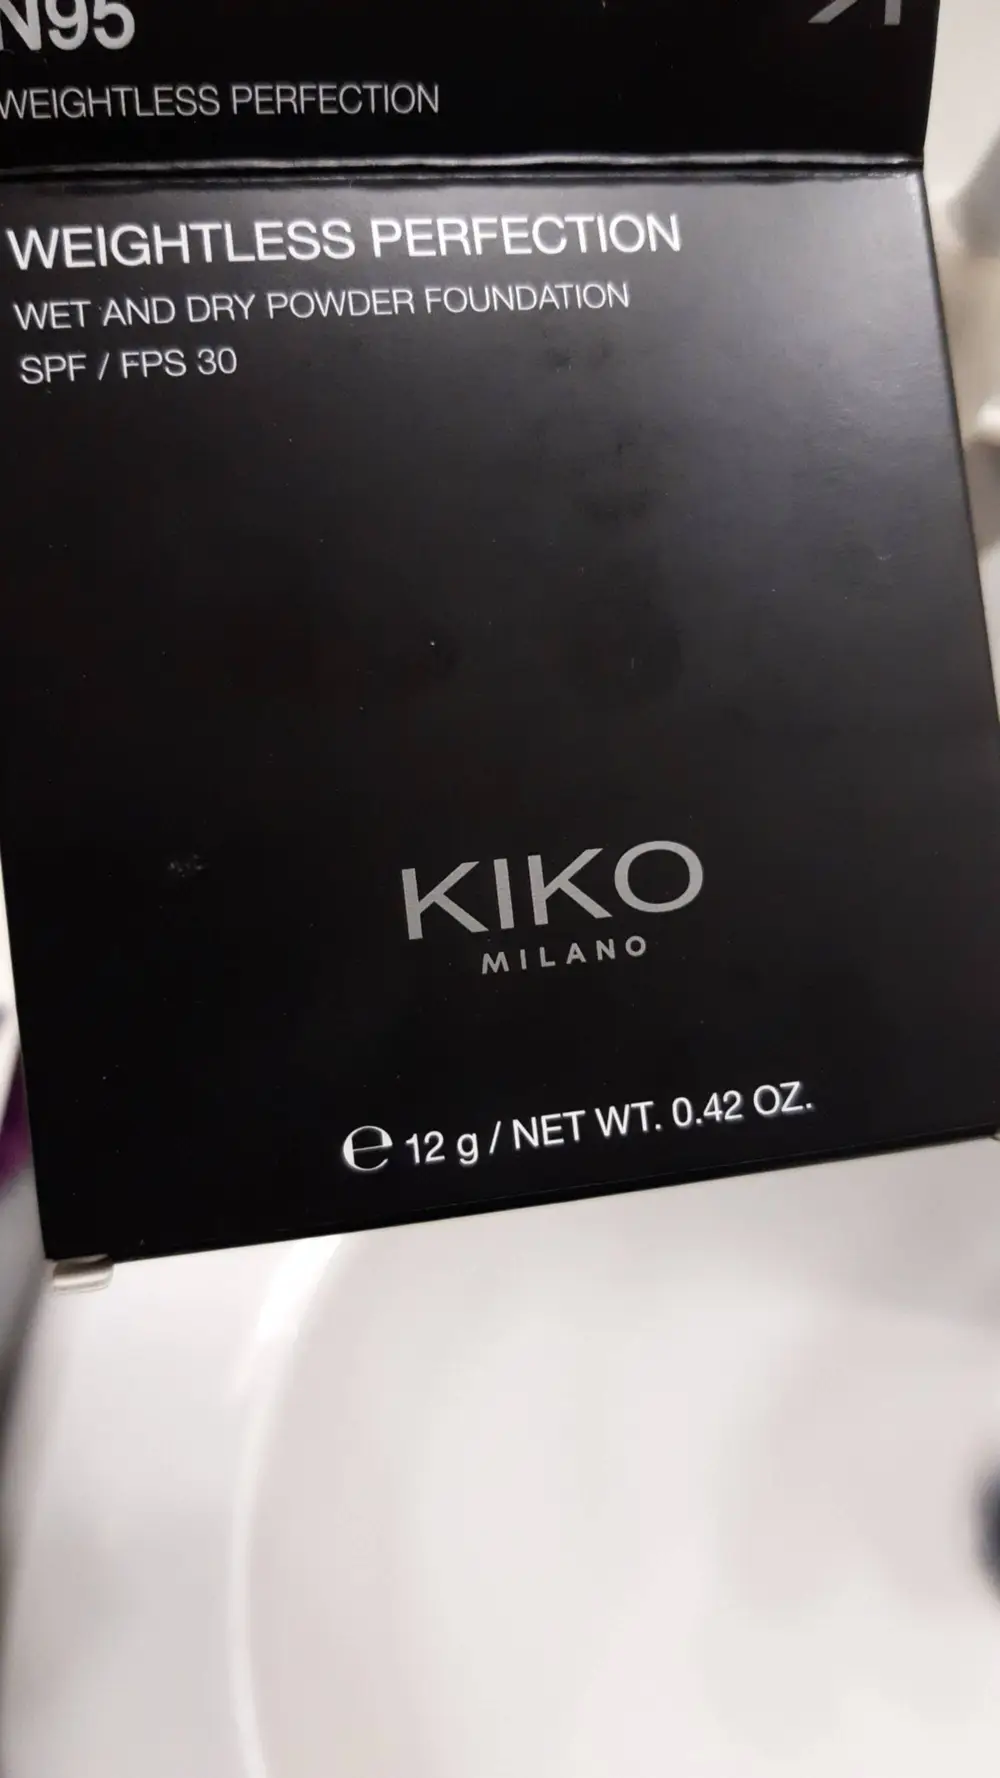 N95
WEIGHTLESS PERFECTION
WEIGHTLESS PERFECTION
WET AND DRY POWDER FOUNDATION
SPF / FPS 30
KIKO
MILANO
℮ 12 g / NET WT. 0.42 OZ.